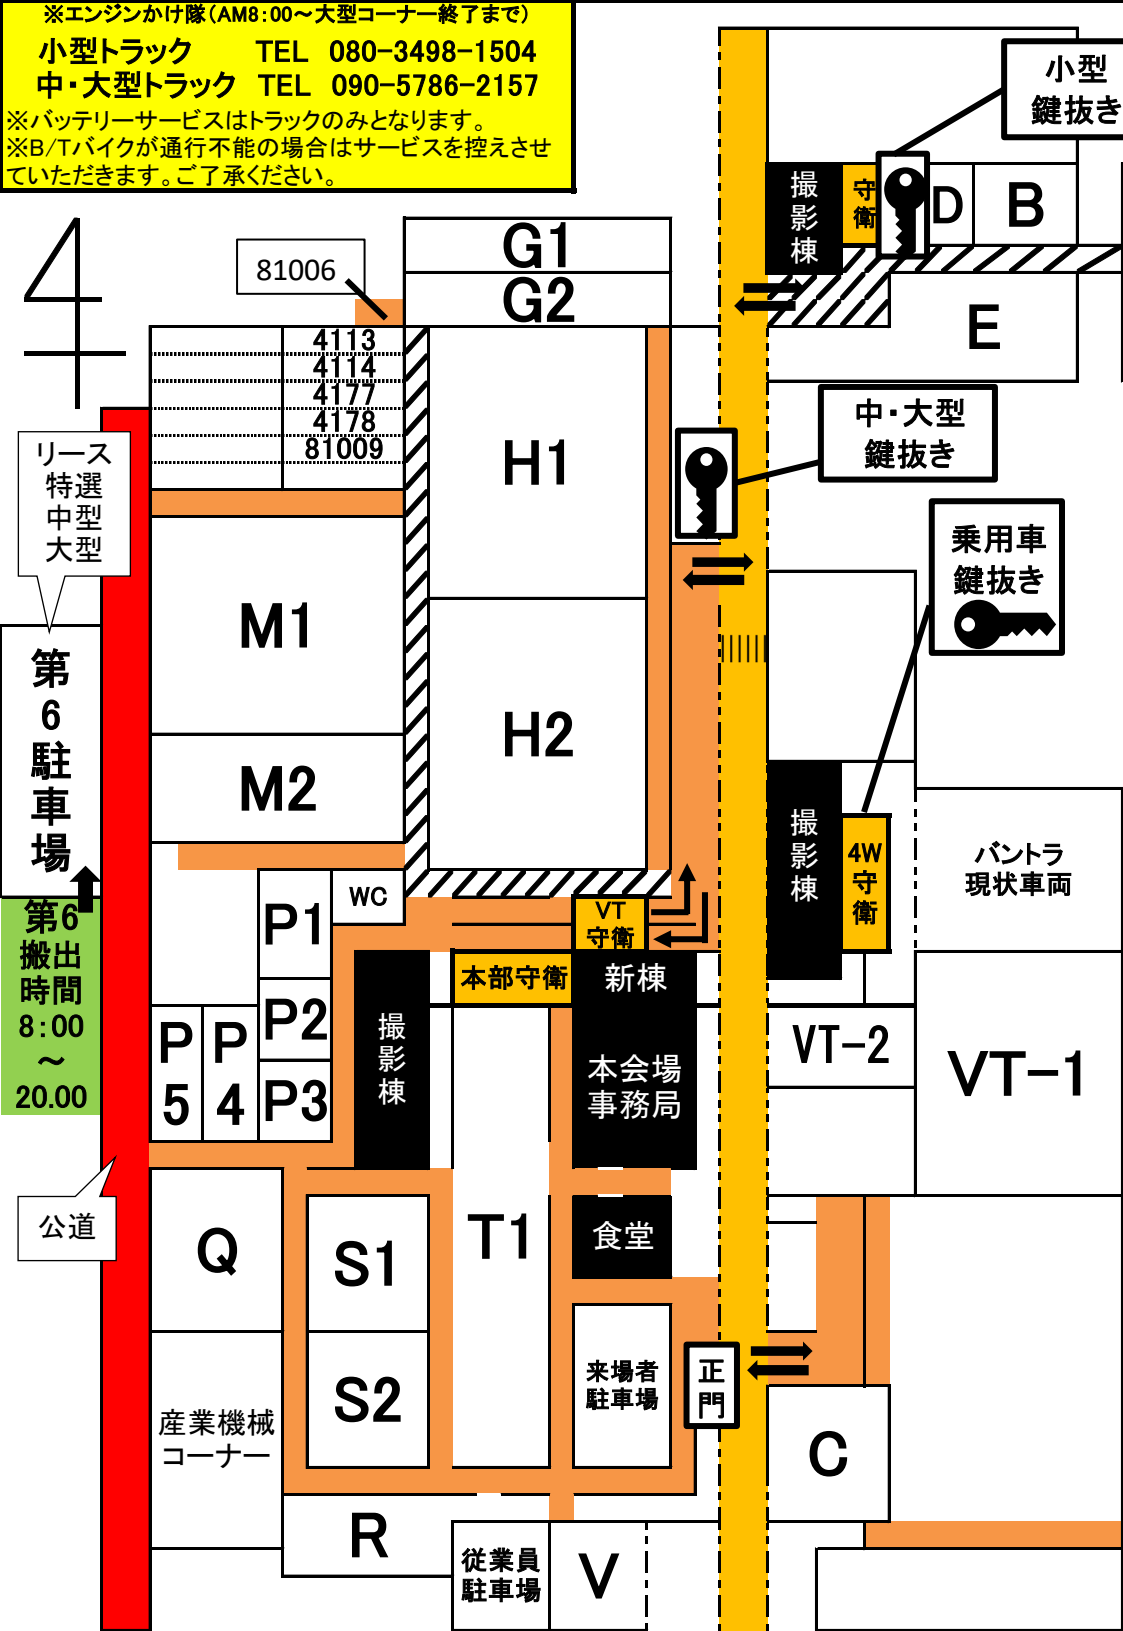 ※エンジンかけ隊(AM8:00～大型コーナー終了まで)
小型トラック TEL 080-3498-1504
中・大型トラック TEL 090-5786-2157
※バッテリーサービスはトラックのみとなります。
※B/Tバイクが通行不能の場合はサービスを控えさせ
ていただきます。ご了承ください。
小型
鍵抜き
撮影棟
守衛
D
B
E
81006
G1
G2
4113
4114
4177
4178
81009
H1
中・大型
鍵抜き
リース
特選
中型
大型
乗用車
鍵抜き
M1
H2
M2
第6駐車場
撮影棟
4W
守衛
バントラ
現状車両
WC
P1
VT
守衛
第6
搬出
時間
8:00
～
20.00
本部守衛
新棟
P2
P
5
P
4
P3
撮影棟
本会場
事務局
VT-2
VT-1
公道
Q
S1
T1
食堂
S2
来場者
駐車場
正門
産業機械
コーナー
C
R
従業員
駐車場
V